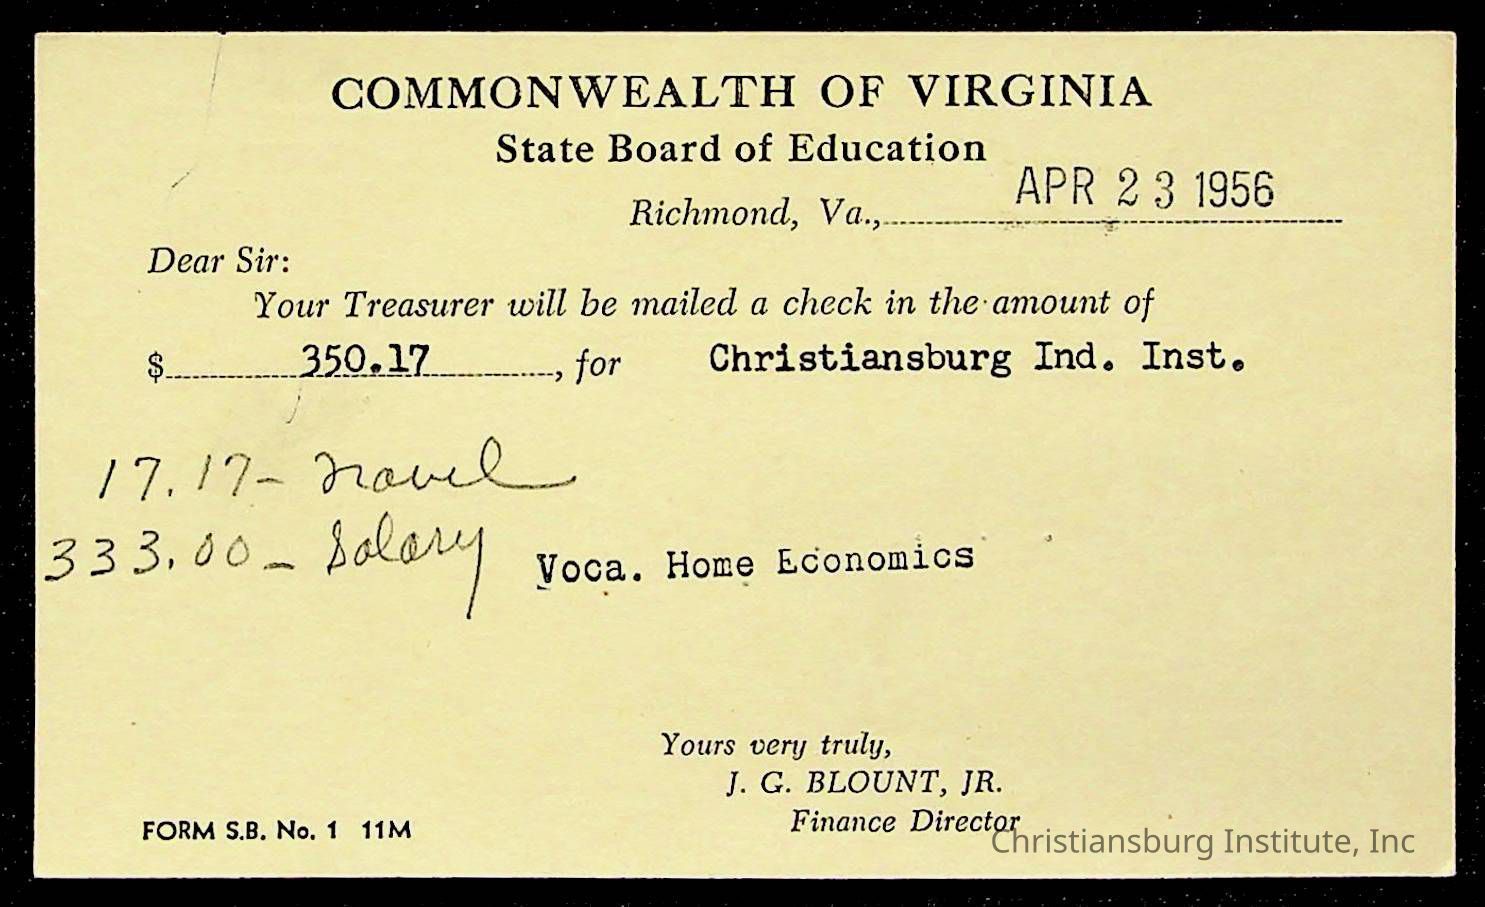 COMMONWEALTH OF VIRGINIA
State Board of Education
Richmond, Va., APR 23 1956
Dear Sir:
Your Treasurer will be mailed a check in the amount of
$ 350.17, for Christiansburg Ind. Inst.
17.17- Travel
333.00- Salary Voca. Home Economics
Yours very truly,
J. G. BLOUNT, JR.
Finance Director
FORM S.B. No. 1 11M
Christiansburg Institute, Inc